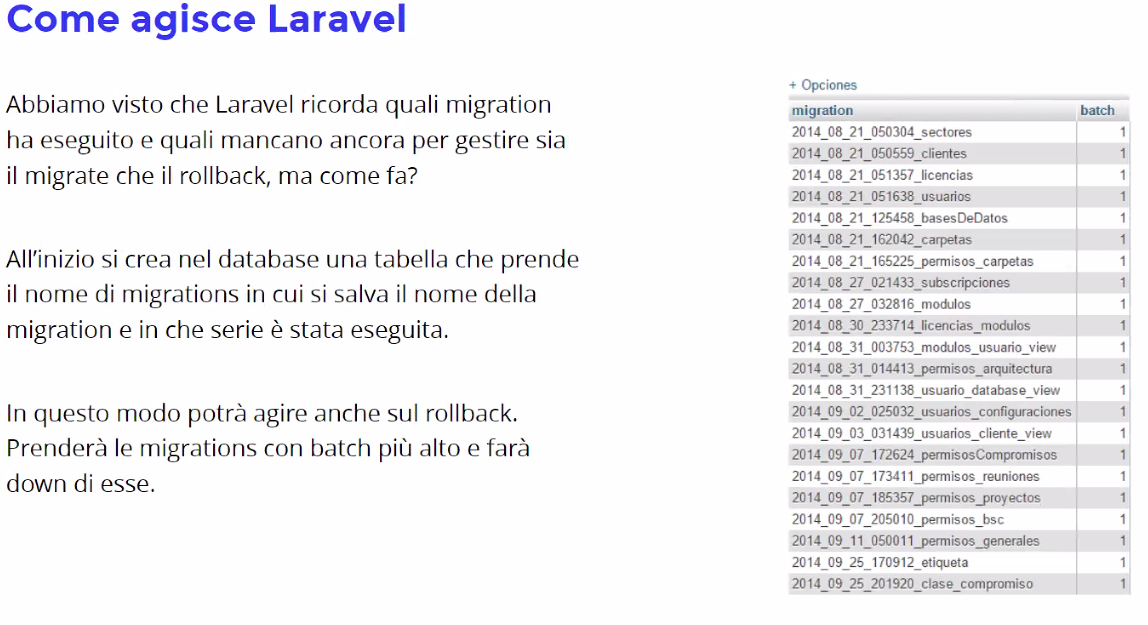 Come agisce Laravel
Abbiamo visto che Laravel ricorda quali migration
ha eseguito e quali mancano ancora per gestire sia
il migrate che il rollback, ma come fa?
All’inizio si crea nel database una tabella che prende
il nome di migrations in cui si salva il nome della
migration e in che serie è stata eseguita.
In questo modo potrà agire anche sul rollback.
Prenderà le migrations con batch più alto e farà
down di esse.
+ Opciones
migration batch
2014_08_21_050304_sectores 1
2014_08_21_050559_clientes 1
2014_08_21_051357_licencias 1
2014_08_21_051638_usuarios 1
2014_08_21_125458_basesDeDatos 1
2014_08_21_162042_carpetas 1
2014_08_21_165225_permisos_carpetas 1
2014_08_27_021433_subscripciones 1
2014_08_27_032816_modulos 1
2014_08_30_233714_licencias_modulos 1
2014_08_31_003753_modulos_usuario_view 1
2014_08_31_014413_permisos_arquitectura 1
2014_08_31_231138_usuario_database_view 1
2014_09_02_025032_usuarios_configuraciones 1
2014_09_03_031439_usuarios_cliente_view 1
2014_09_07_172624_permisosCompromisos 1
2014_09_07_173411_permisos_reuniones 1
2014_09_07_185357_permisos_proyectos 1
2014_09_07_205010_permisos_bsc 1
2014_09_11_050011_permisos_generales 1
2014_09_25_170912_etiqueta 1
2014_09_25_201920_clase_compromiso 1